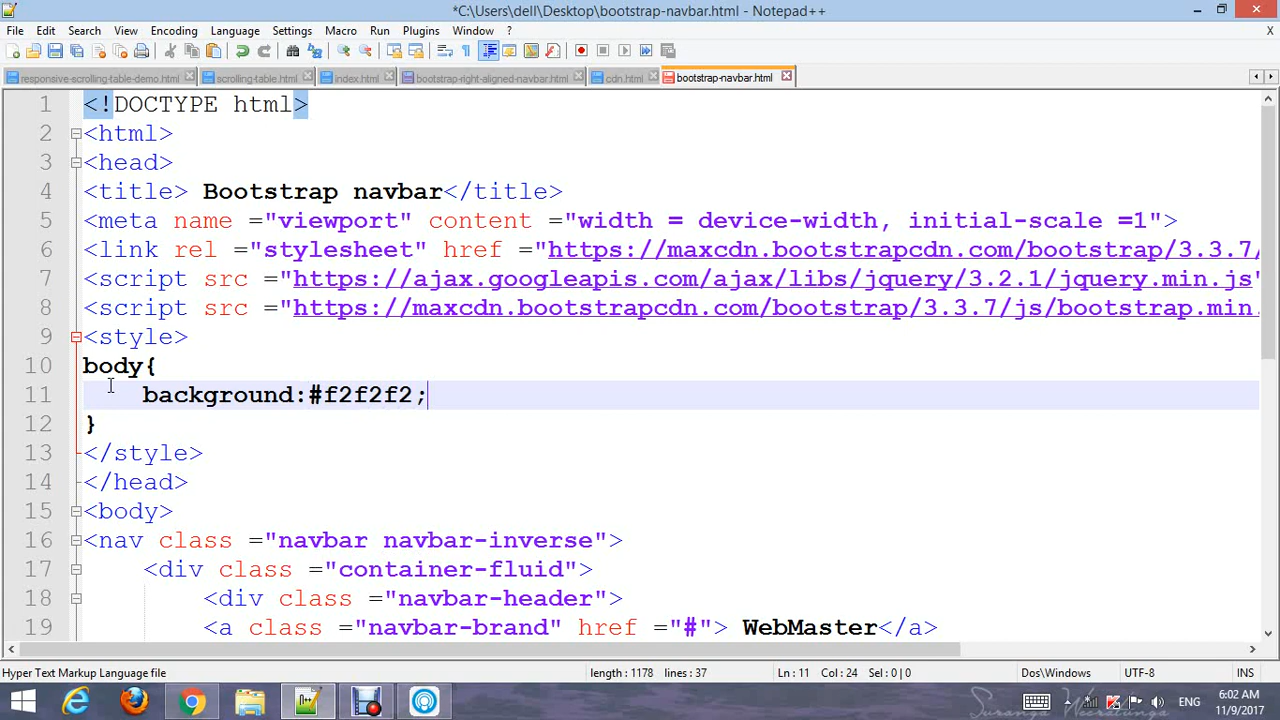 *C:\Users\dell\Desktop\bootstrap-navbar.html - Notepad++
File Edit Search View Encoding Language Settings Macro Run Plugins Window ? X
responsive-scrolling-table-demo.html scrolling-table.html index.html bootstrap-right-aligned-navbar.html cdn.html bootstrap-navbar.html
1 <!DOCTYPE html>
2 <html>
3 <head>
4 <title> Bootstrap navbar</title>
5 <meta name ="viewport" content ="width = device-width, initial-scale =1">
6 <link rel ="stylesheet" href ="https://maxcdn.bootstrapcdn.com/bootstrap/3.3.7/
7 <script src ="https://ajax.googleapis.com/ajax/libs/jquery/3.2.1/jquery.min.js"
8 <script src ="https://maxcdn.bootstrapcdn.com/bootstrap/3.3.7/js/bootstrap.min.
9 <style>
10 body{
11 background:#f2f2f2;
12 }
13 </style>
14 </head>
15 <body>
16 <nav class ="navbar navbar-inverse">
17 <div class ="container-fluid">
18 <div class ="navbar-header">
19 <a class ="navbar-brand" href ="#"> WebMaster</a>
Hyper Text Markup Language file length : 1178 lines : 37 Ln : 11 Col : 24 Sel : 0 | 0 Dos\Windows UTF-8 INS
Suranga Weeratunga ENG 6:02 AM
11/9/2017